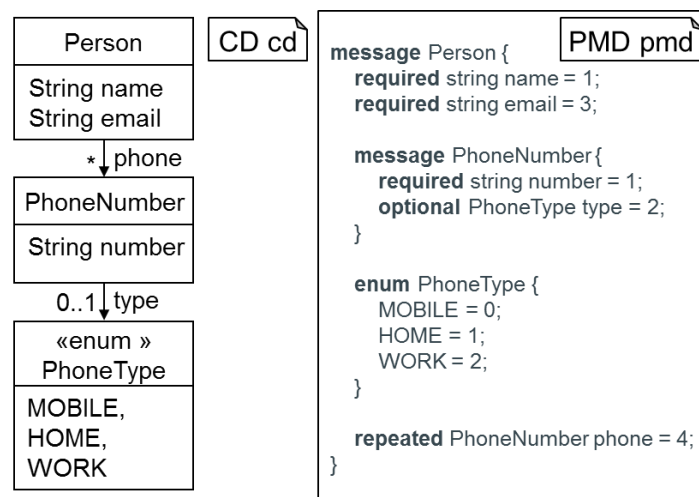 Person
String name
String email
* phone
PhoneNumber
String number
0..1 type
«enum »
PhoneType
MOBILE,
HOME,
WORK
CD cd
PMD pmd
message Person {
required string name = 1;
required string email = 3;
message PhoneNumber {
required string number = 1;
optional PhoneType type = 2;
}
enum PhoneType {
MOBILE = 0;
HOME = 1;
WORK = 2;
}
repeated PhoneNumber phone = 4;
}